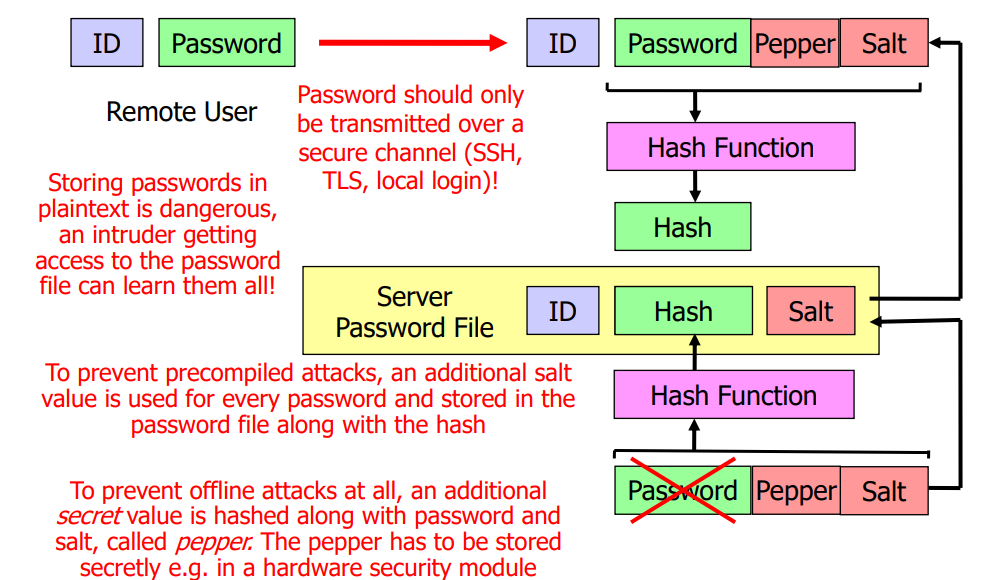 ID
Password
ID
Password
Pepper
Salt
Remote User
Password should only
be transmitted over a
secure channel (SSH,
TLS, local login)!
Hash Function
Hash
Storing passwords in
plaintext is dangerous,
an intruder getting
access to the password
file can learn them all!
Server
Password File
ID
Hash
Salt
To prevent precompiled attacks, an additional salt
value is used for every password and stored in the
password file along with the hash
Hash Function
Password
Pepper
Salt
To prevent offline attacks at all, an additional
secret value is hashed along with password and
salt, called pepper. The pepper has to be stored
secretly e.g. in a hardware security module